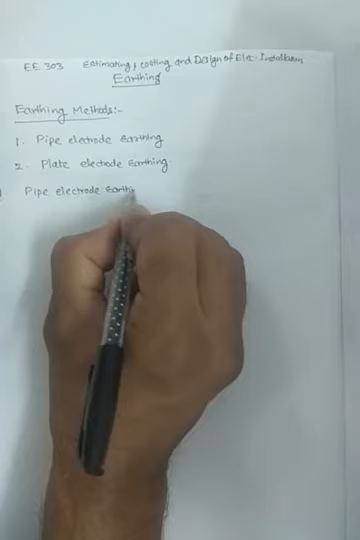 EE 303 Estimating, costing and Design of Elec. Installation
Earthing
Earthing Methods:-
1. Pipe electrode earthing
2. Plate electrode earthing
Pipe electrode earthi